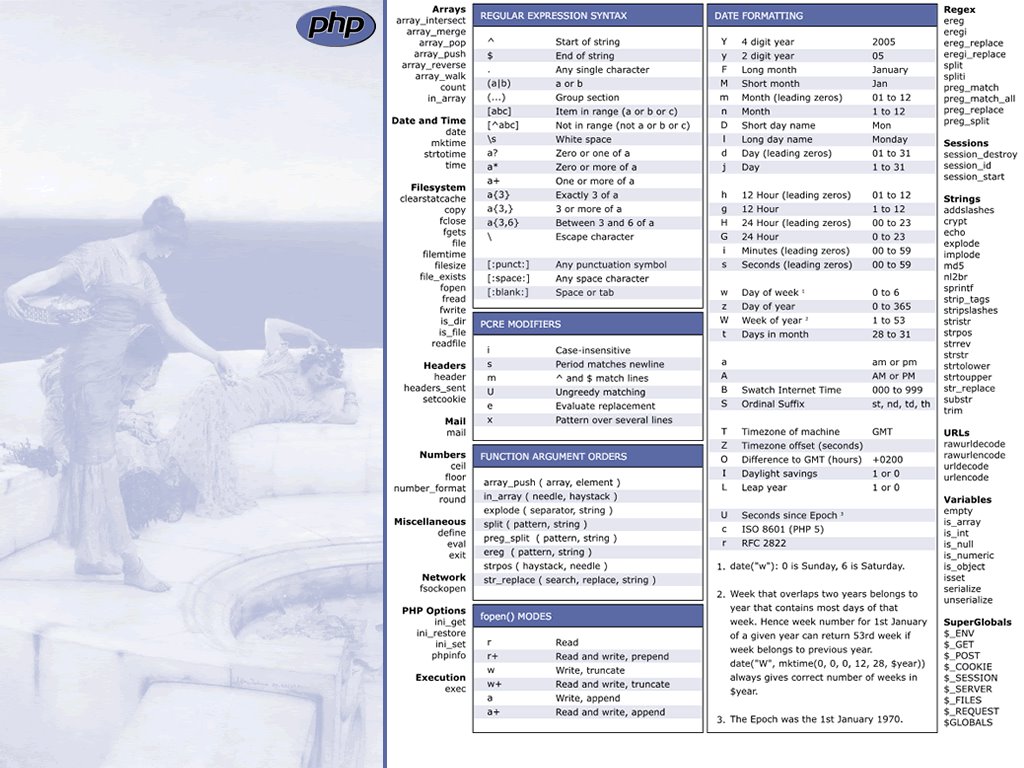 php
Arrays
array_intersect
array_merge
array_pop
array_push
array_reverse
array_walk
count
in_array
Date and Time
date
mktime
strtotime
time
Filesystem
clearstatcache
copy
fclose
fgets
file
filemtime
filesize
file_exists
fopen
fread
fwrite
is_dir
is_file
readfile
Headers
header
headers_sent
setcookie
Mail
mail
Numbers
ceil
floor
number_format
round
Miscellaneous
define
eval
exit
Network
fsockopen
PHP Options
ini_get
ini_restore
ini_set
phpinfo
Execution
exec
REGULAR EXPRESSION SYNTAX
^ Start of string
$ End of string
. Any single character
(a|b) a or b
(...) Group section
[abc] Item in range (a or b or c)
[^abc] Not in range (not a or b or c)
\s White space
a? Zero or one of a
a* Zero or more of a
a+ One or more of a
a{3} Exactly 3 of a
a{3,} 3 or more of a
a{3,6} Between 3 and 6 of a
\ Escape character
[:punct:] Any punctuation symbol
[:space:] Any space character
[:blank:] Space or tab
PCRE MODIFIERS
i Case-insensitive
s Period matches newline
m ^ and $ match lines
U Ungreedy matching
e Evaluate replacement
x Pattern over several lines
FUNCTION ARGUMENT ORDERS
array_push ( array, element )
in_array ( needle, haystack )
explode ( separator, string )
split ( pattern, string )
preg_split ( pattern, string )
ereg ( pattern, string )
strpos ( haystack, needle )
str_replace ( search, replace, string )
fopen() MODES
r Read
r+ Read and write, prepend
w Write, truncate
w+ Read and write, truncate
a Write, append
a+ Read and write, append
DATE FORMATTING
Y 4 digit year 2005
y 2 digit year 05
F Long month January
M Short month Jan
m Month (leading zeros) 01 to 12
n Month 1 to 12
D Short day name Mon
l Long day name Monday
d Day (leading zeros) 01 to 31
j Day 1 to 31
h 12 Hour (leading zeros) 01 to 12
g 12 Hour 1 to 12
H 24 Hour (leading zeros) 00 to 23
G 24 Hour 0 to 23
i Minutes (leading zeros) 00 to 59
s Seconds (leading zeros) 00 to 59
w Day of week ¹ 0 to 6
z Day of year 0 to 365
W Week of year ² 1 to 53
t Days in month 28 to 31
a am or pm
A AM or PM
B Swatch Internet Time 000 to 999
S Ordinal Suffix st, nd, td, th
T Timezone of machine GMT
Z Timezone offset (seconds)
O Difference to GMT (hours) +0200
I Daylight savings 1 or 0
L Leap year 1 or 0
U Seconds since Epoch ³
c ISO 8601 (PHP 5)
r RFC 2822
1. date("w"): 0 is Sunday, 6 is Saturday.
2. Week that overlaps two years belongs to
year that contains most days of that
week. Hence week number for 1st January
of a given year can return 53rd week if
week belongs to previous year.
date("W", mktime(0, 0, 0, 12, 28, $year))
always gives correct number of weeks in
$year.
3. The Epoch was the 1st January 1970.
Regex
ereg
eregi
ereg_replace
eregi_replace
split
spliti
preg_match
preg_match_all
preg_replace
preg_split
Sessions
session_destroy
session_id
session_start
Strings
addslashes
crypt
echo
explode
implode
md5
nl2br
sprintf
strip_tags
stripslashes
stristr
strpos
strrev
strstr
strtolower
strtoupper
str_replace
substr
trim
URLs
rawurldecode
rawurlencode
urldecode
urlencode
Variables
empty
is_array
is_int
is_null
is_numeric
is_object
isset
serialize
unserialize
SuperGlobals
$_ENV
$_GET
$_POST
$_COOKIE
$_SESSION
$_SERVER
$_FILES
$_REQUEST
$GLOBALS